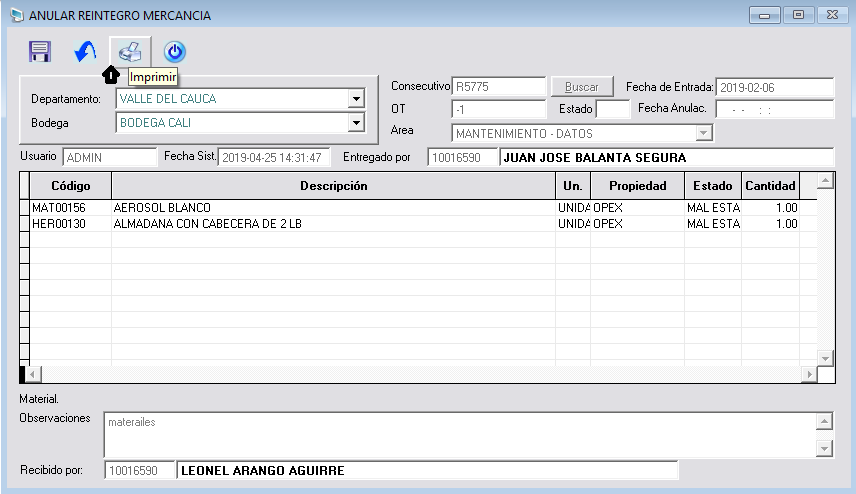 ANULAR REINTEGRO MERCANCIA
Imprimir
Departamento: VALLE DEL CAUCA
Bodega BODEGA CALI
Consecutivo R5775 Buscar Fecha de Entrada: 2019-02-06
OT -1 Estado Fecha Anulac. - - : :
Area MANTENIMIENTO - DATOS
Usuario ADMIN Fecha Sist. 2019-04-25 14:31:47 Entregado por 10016590 JUAN JOSE BALANTA SEGURA
Código Descripción Un. Propiedad Estado Cantidad
MAT00156 AEROSOL BLANCO UNIDA OPEX MAL ESTA 1.00
HER00130 ALMADANA CON CABECERA DE 2 LB UNIDA OPEX MAL ESTA 1.00
Material.
Observaciones materailes
Recibido por: 10016590 LEONEL ARANGO AGUIRRE